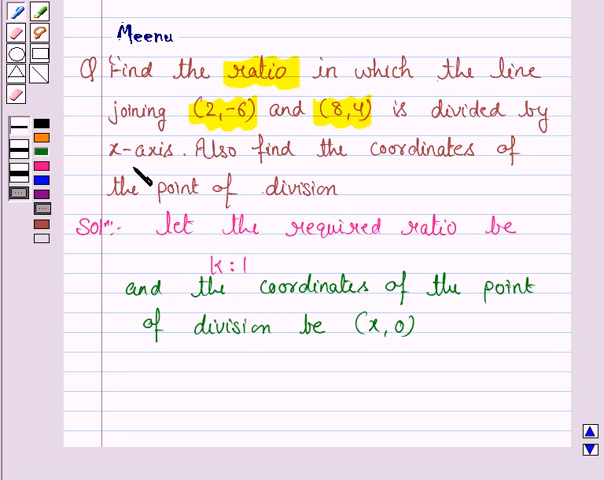 Meenu
Q Find the ratio in which the line
joining (2,-6) and (8,4) is divided by
x-axis. Also find the coordinates of
the point of division
Solⁿ:- let the required ratio be
k:1
and the coordinates of the point
of division be (x,0)